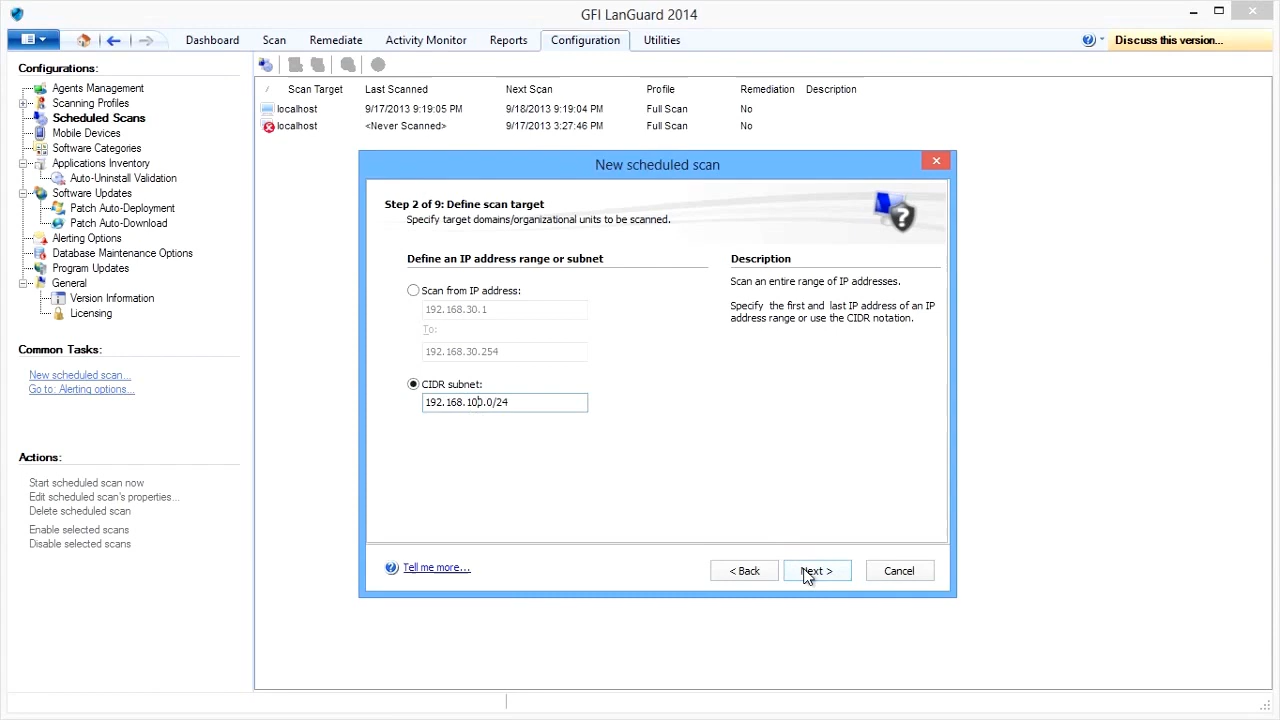 GFI LanGuard 2014
Dashboard Scan Remediate Activity Monitor Reports Configuration Utilities Discuss this version...
Configurations:
Agents Management
Scanning Profiles
Scheduled Scans
Mobile Devices
Software Categories
Applications Inventory
Auto-Uninstall Validation
Software Updates
Patch Auto-Deployment
Patch Auto-Download
Alerting Options
Database Maintenance Options
Program Updates
General
Version Information
Licensing
Common Tasks:
New scheduled scan...
Go to: Alerting options...
Actions:
Start scheduled scan now
Edit scheduled scan's properties...
Delete scheduled scan
Enable selected scans
Disable selected scans
Scan Target Last Scanned Next Scan Profile Remediation Description
localhost 9/17/2013 9:19:05 PM 9/18/2013 9:19:04 PM Full Scan No
localhost <Never Scanned> 9/17/2013 3:27:46 PM Full Scan No
New scheduled scan
Step 2 of 9: Define scan target
Specify target domains/organizational units to be scanned.
Define an IP address range or subnet
Scan from IP address:
192.168.30.1
To:
192.168.30.254
CIDR subnet:
192.168.100.0/24
Description
Scan an entire range of IP addresses.
Specify the first and last IP address of an IP
address range or use the CIDR notation.
Tell me more...
< Back Next > Cancel